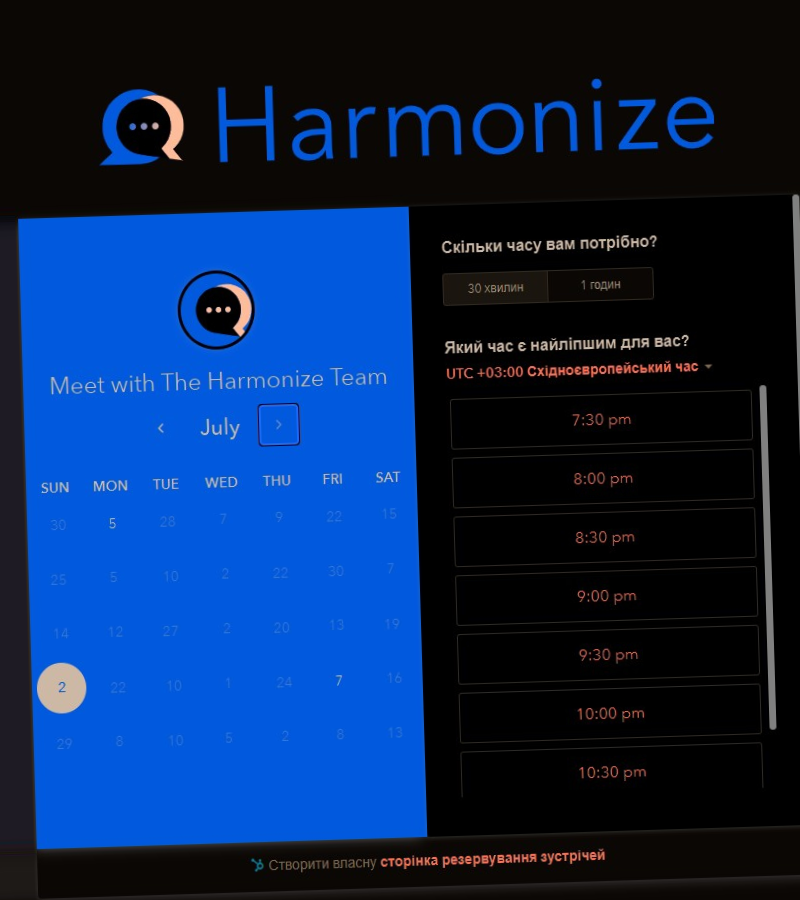 Harmonize
Meet with The Harmonize Team
July
SUN MON TUE WED THU FRI SAT
30 5 28 7 9 22 15
25 5 10 2 22 30 7
14 12 27 2 20 13 19
2 22 10 1 24 7 16
29 8 10 5 2 8 13
Скільки часу вам потрібно?
30 хвилин 1 годин
Який час є найліпшим для вас?
UTC +03:00 Східноєвропейський час
7:30 pm
8:00 pm
8:30 pm
9:00 pm
9:30 pm
10:00 pm
10:30 pm
Створити власну сторінка резервування зустрічей